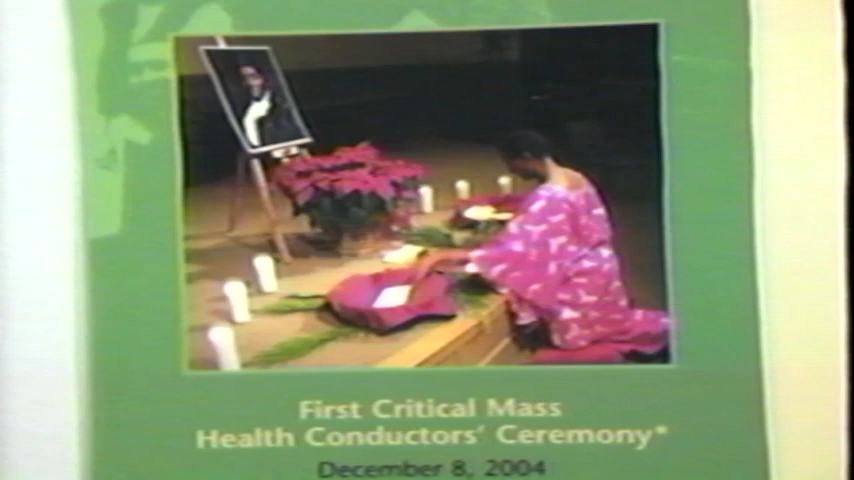 First Critical Mass
Health Conductors' Ceremony*
December 8, 2004